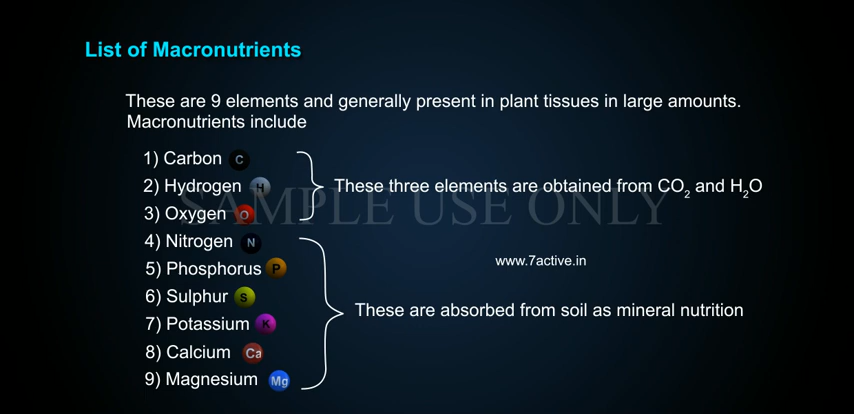 List of Macronutrients
These are 9 elements and generally present in plant tissues in large amounts.
Macronutrients include
1) Carbon C
2) Hydrogen H
These three elements are obtained from CO₂ and H₂O
SAMPLE USE ONLY
3) Oxygen O
4) Nitrogen N
www.7active.in
5) Phosphorus P
6) Sulphur S
These are absorbed from soil as mineral nutrition
7) Potassium K
8) Calcium Ca
9) Magnesium Mg